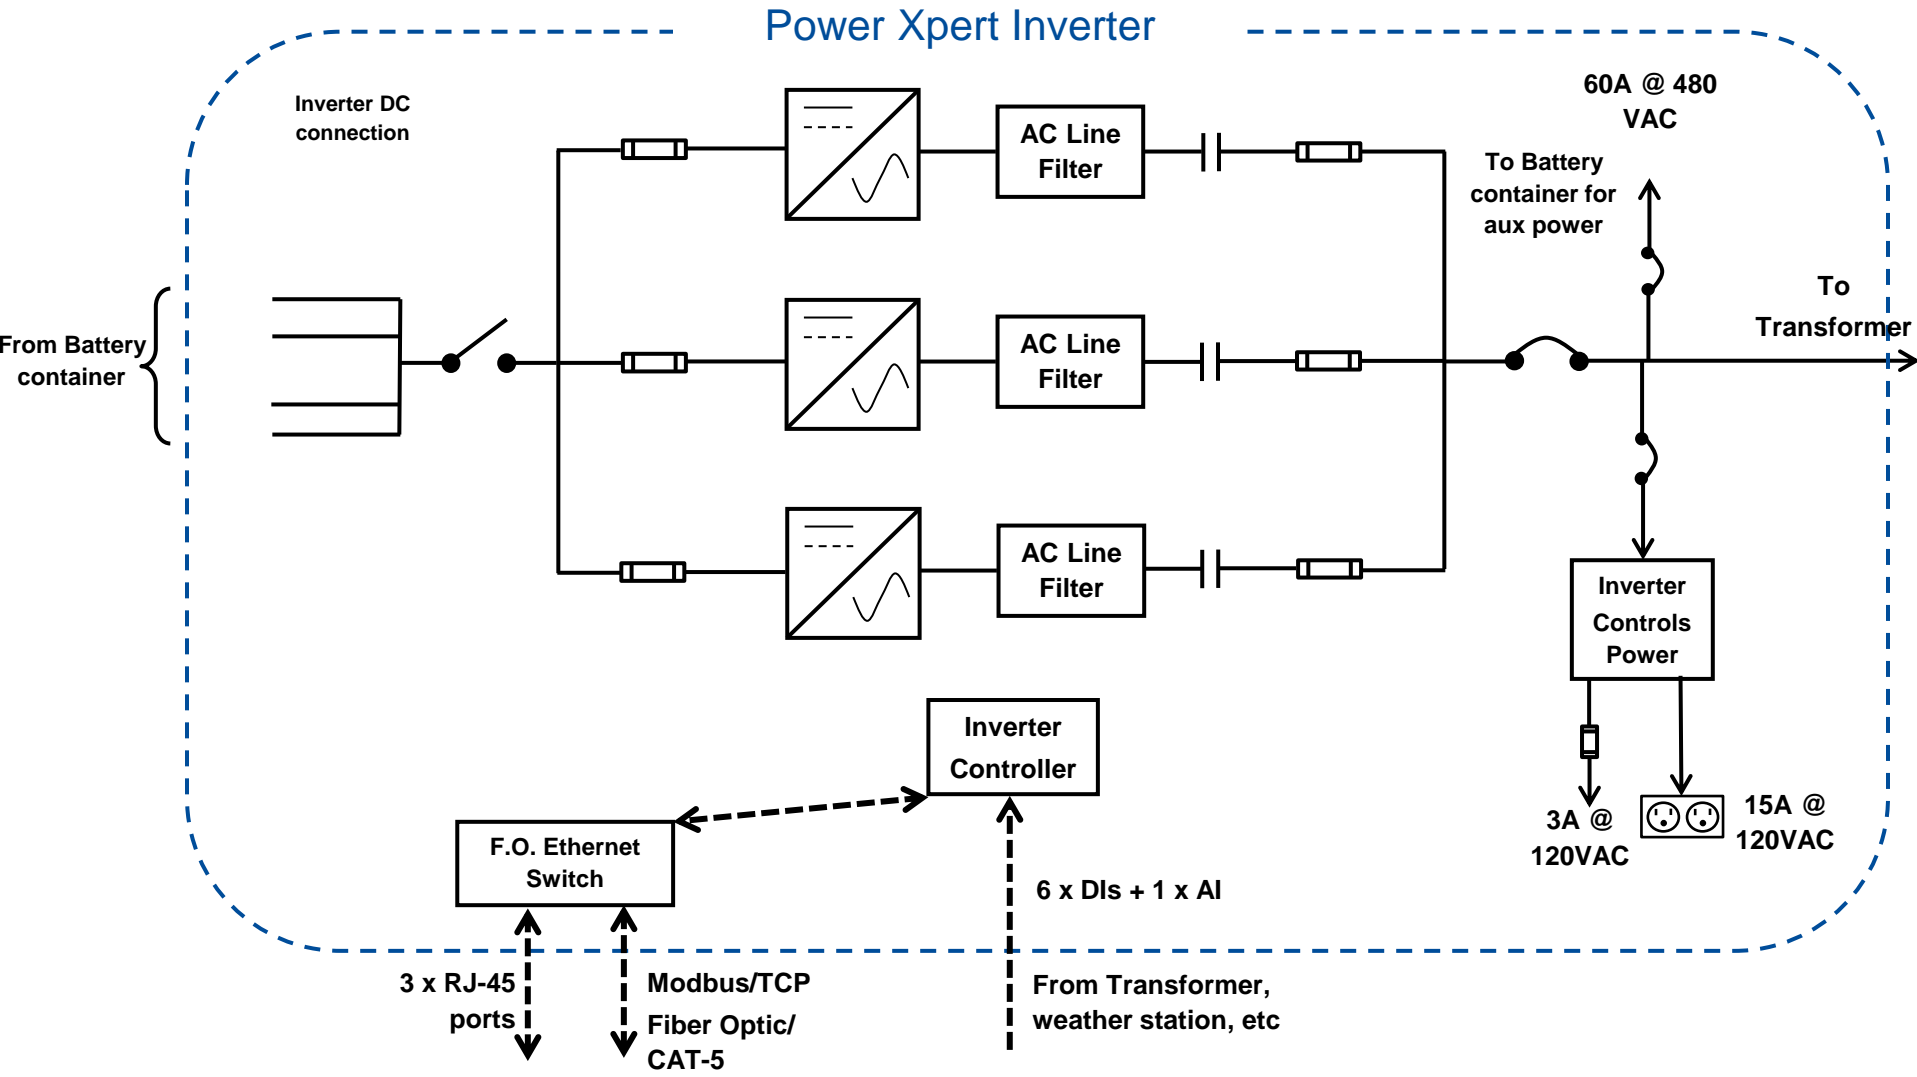 Power Xpert Inverter
Inverter DC
connection
60A @ 480
VAC
AC Line
Filter
To Battery
container for
aux power
To
Transformer
From Battery
container
AC Line
Filter
AC Line
Filter
Inverter
Controls
Power
Inverter
Controller
3A @
120VAC
15A @
120VAC
F.O. Ethernet
Switch
6 x DIs + 1 x AI
3 x RJ-45
ports
Modbus/TCP
Fiber Optic/
CAT-5
From Transformer,
weather station, etc